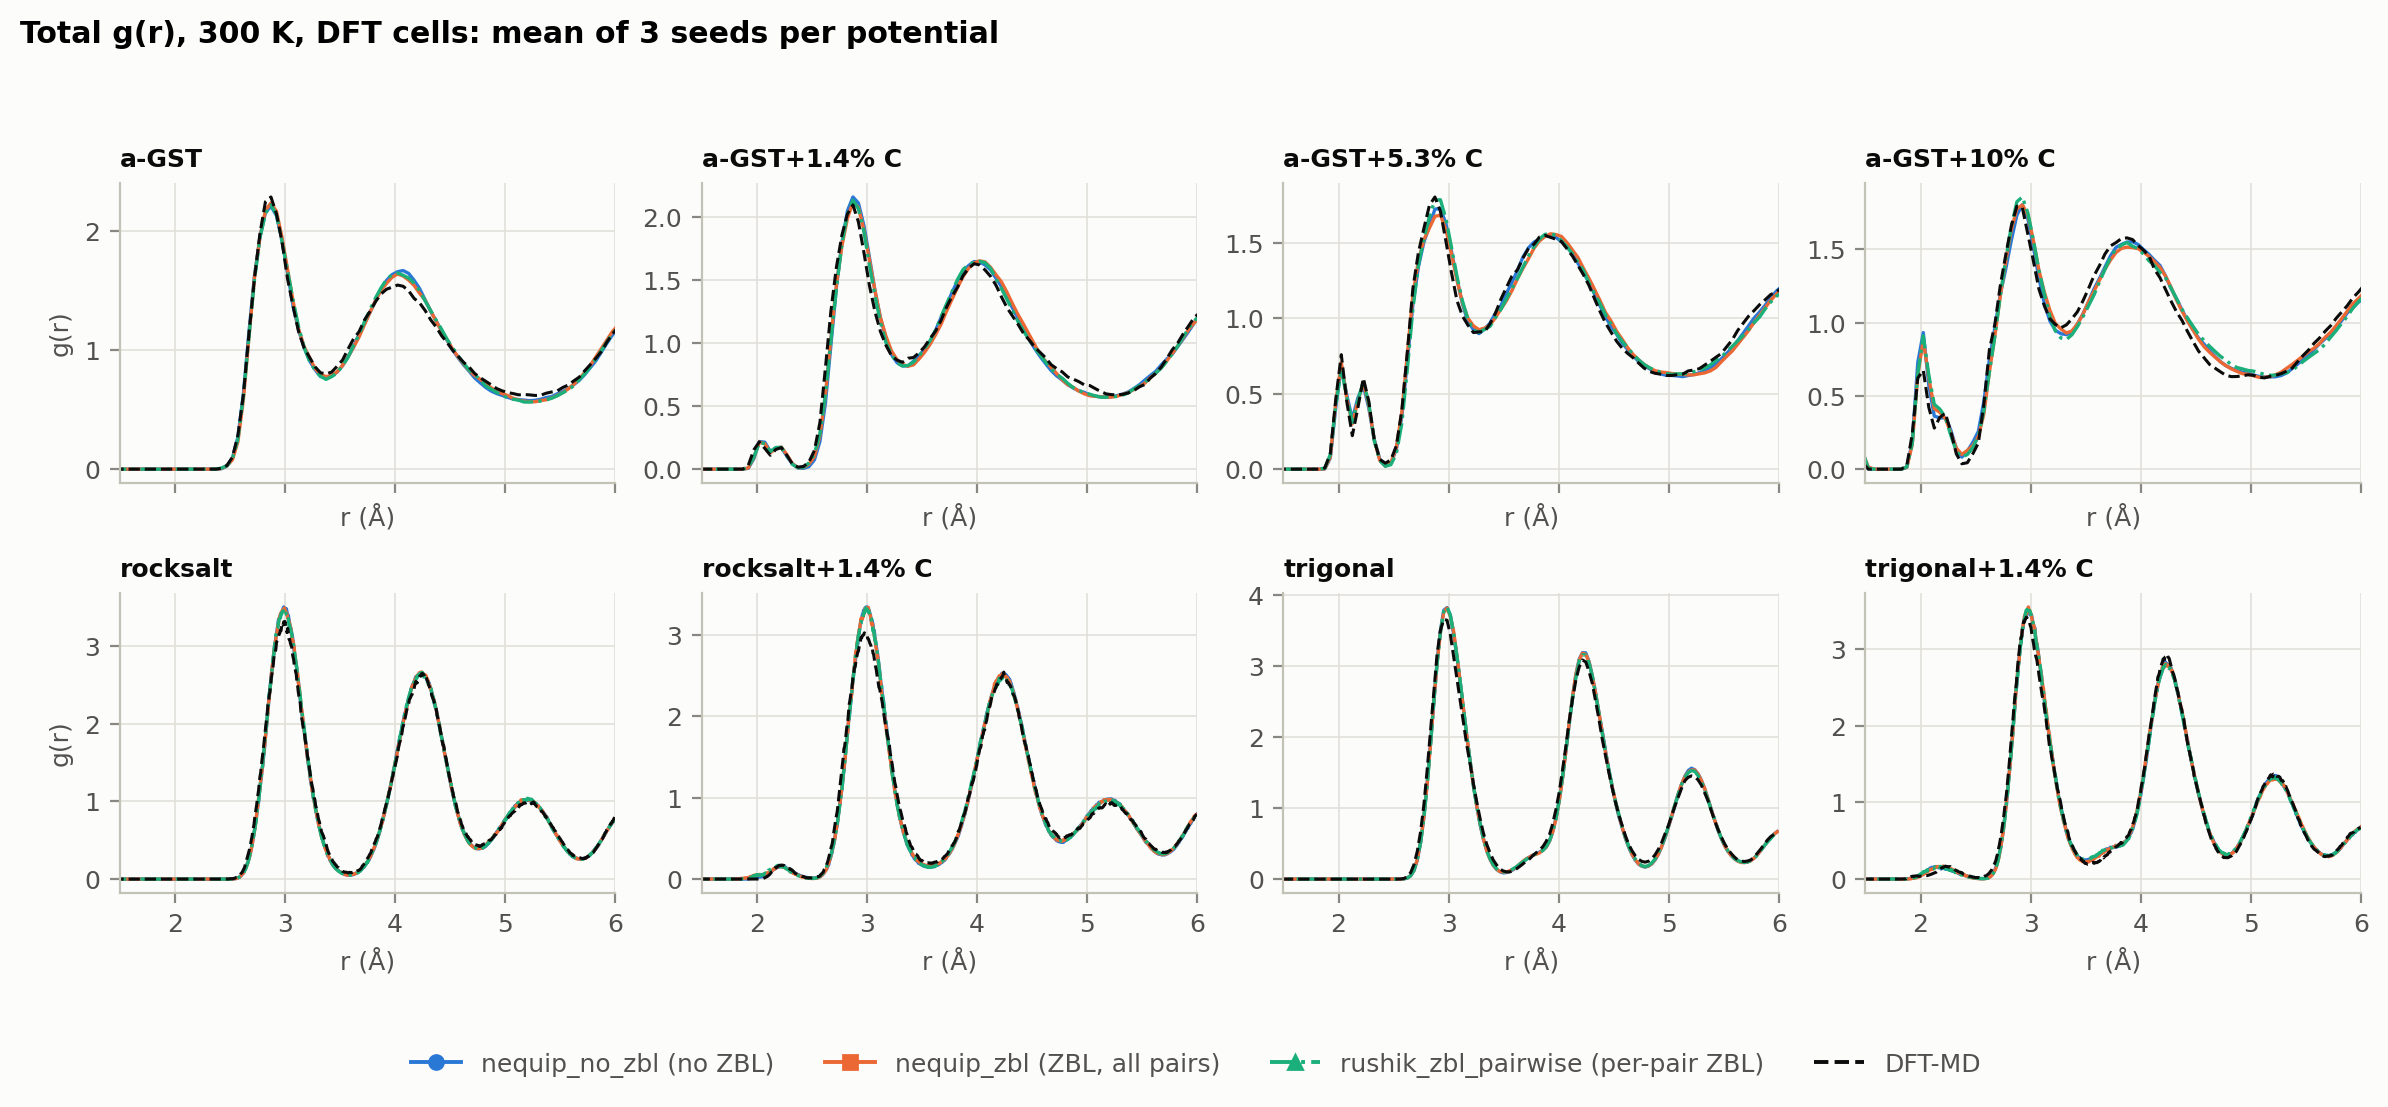 Total g(r), 300 K, DFT cells: mean of 3 seeds per potential
a-GST
a-GST+1.4% C
a-GST+5.3% C
a-GST+10% C
g(r)
2
1
0
2.0
1.5
1.0
0.5
0.0
1.5
1.0
0.5
0.0
1.5
1.0
0.5
0.0
r (Å)
r (Å)
r (Å)
r (Å)
rocksalt
rocksalt+1.4% C
trigonal
trigonal+1.4% C
g(r)
3
2
1
0
3
2
1
0
4
3
2
1
0
3
2
1
0
2 3 4 5 6
2 3 4 5 6
2 3 4 5 6
2 3 4 5 6
r (Å)
r (Å)
r (Å)
r (Å)
nequip_no_zbl (no ZBL)
nequip_zbl (ZBL, all pairs)
rushik_zbl_pairwise (per-pair ZBL)
DFT-MD